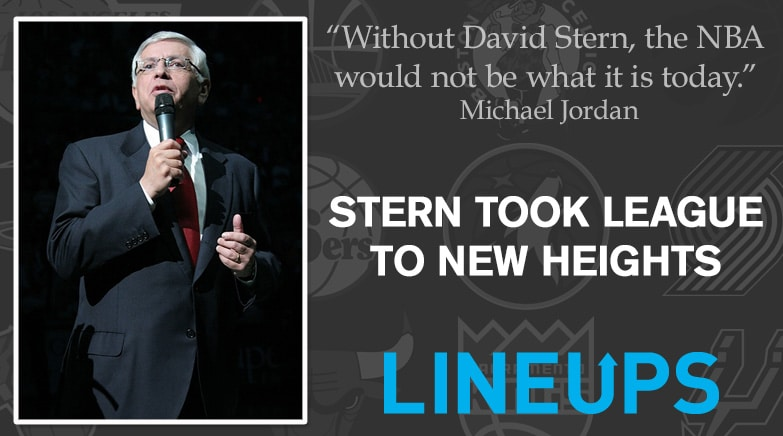 “Without David Stern, the NBA
would not be what it is today.”
Michael Jordan
STERN TOOK LEAGUE
TO NEW HEIGHTS
LINEUPS